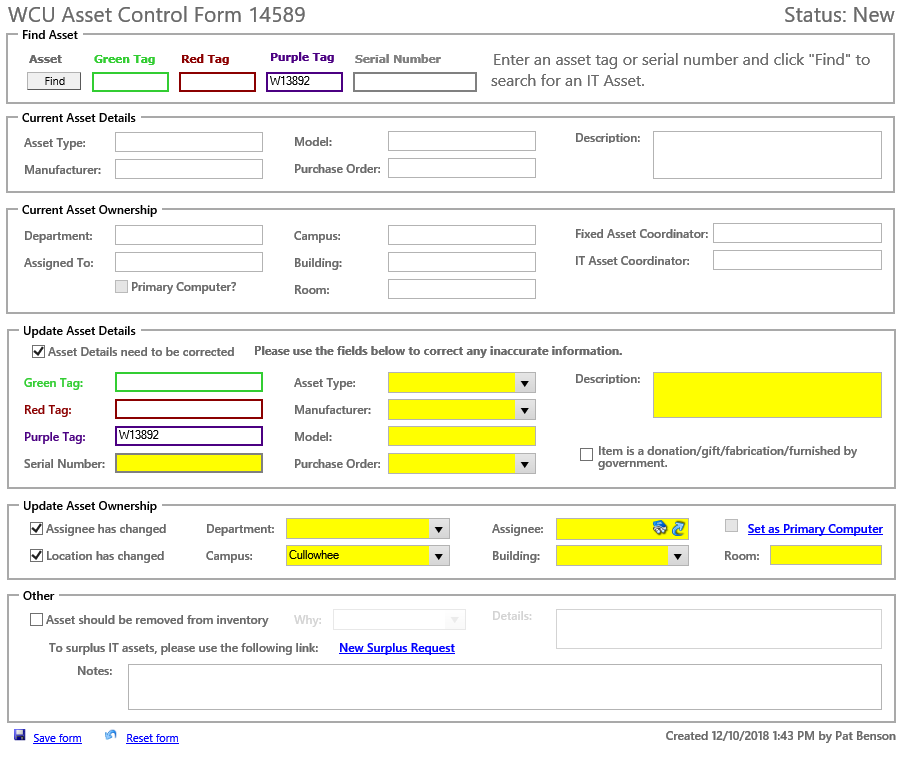 WCU Asset Control Form 14589
Status: New
Find Asset
Asset Green Tag Red Tag Purple Tag Serial Number
Find W13892
Enter an asset tag or serial number and click "Find" to
search for an IT Asset.
Current Asset Details
Asset Type: Model: Description:
Manufacturer: Purchase Order:
Current Asset Ownership
Department: Campus: Fixed Asset Coordinator:
Assigned To: Building: IT Asset Coordinator:
Primary Computer? Room:
Update Asset Details
Asset Details need to be corrected Please use the fields below to correct any inaccurate information.
Green Tag: Asset Type: Description:
Red Tag: Manufacturer:
Purple Tag: W13892 Model:
Serial Number: Purchase Order:
Item is a donation/gift/fabrication/furnished by
government.
Update Asset Ownership
Assignee has changed Department: Assignee: Set as Primary Computer
Location has changed Campus: Cullowhee Building: Room:
Other
Asset should be removed from inventory Why: Details:
To surplus IT assets, please use the following link: New Surplus Request
Notes:
Save form Reset form Created 12/10/2018 1:43 PM by Pat Benson